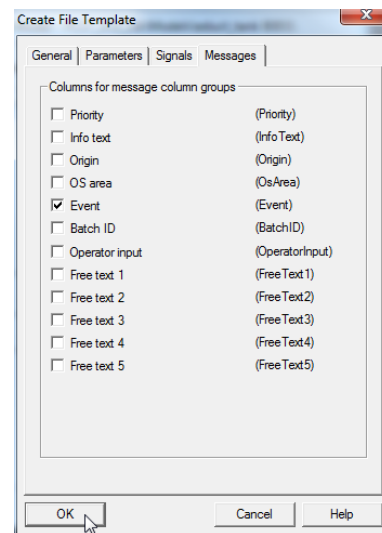 Create File Template
General Parameters Signals Messages
Columns for message column groups
Priority (Priority)
Info text (InfoText)
Origin (Origin)
OS area (OsArea)
Event (Event)
Batch ID (BatchID)
Operator input (OperatorInput)
Free text 1 (FreeText1)
Free text 2 (FreeText2)
Free text 3 (FreeText3)
Free text 4 (FreeText4)
Free text 5 (FreeText5)
OK Cancel Help